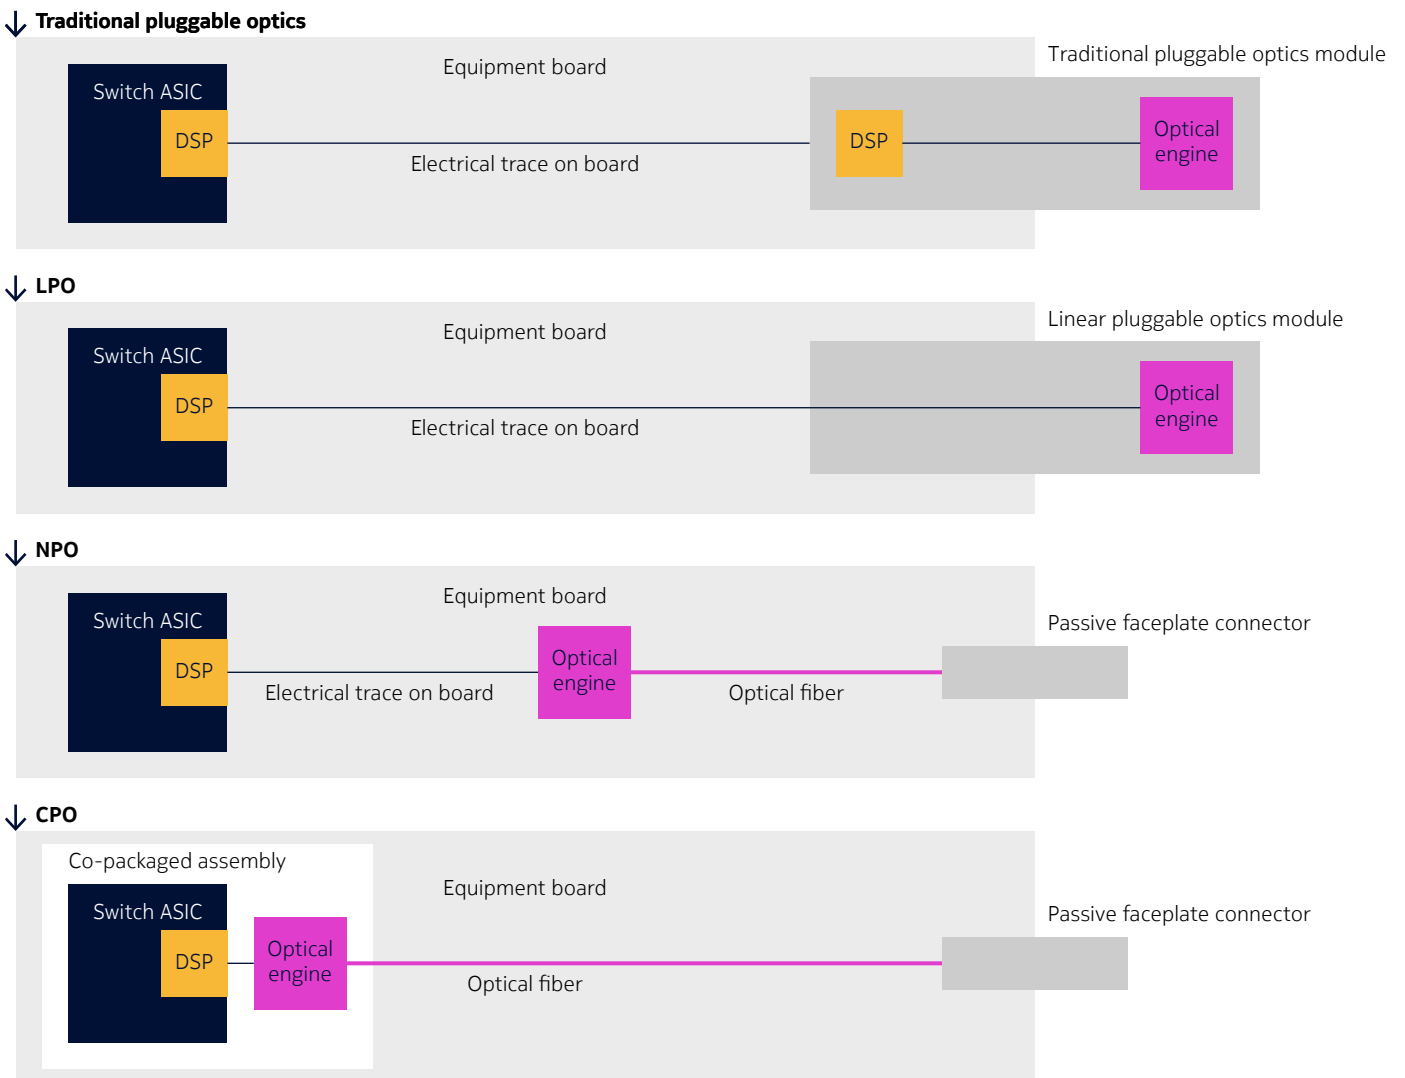 Traditional pluggable optics
Equipment board
Traditional pluggable optics module
Switch ASIC
DSP
Electrical trace on board
DSP
Optical
engine
LPO
Equipment board
Linear pluggable optics module
Switch ASIC
DSP
Electrical trace on board
Optical
engine
NPO
Equipment board
Switch ASIC
DSP
Electrical trace on board
Optical
engine
Optical fiber
Passive faceplate connector
CPO
Co-packaged assembly
Equipment board
Switch ASIC
DSP
Optical
engine
Optical fiber
Passive faceplate connector